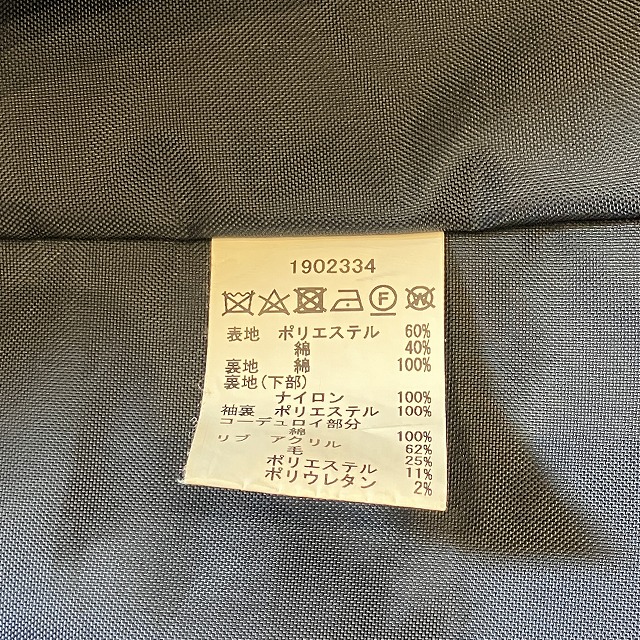 1902334
F W
表地 ポリエステル 60%
綿 40%
裏地 綿 100%
裏地(下部)
ナイロン 100%
袖裏 ポリエステル 100%
コーデュロイ部分
綿 100%
リブ アクリル 62%
毛 25%
ポリエステル 11%
ポリウレタン 2%